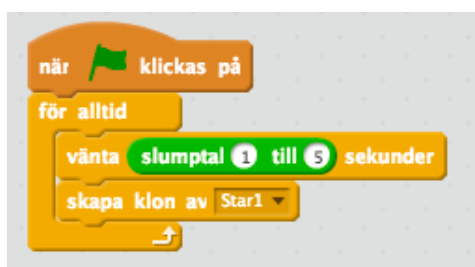 när klickas på
för alltid
vänta slumptal 1 till 5 sekunder
skapa klon av Star1